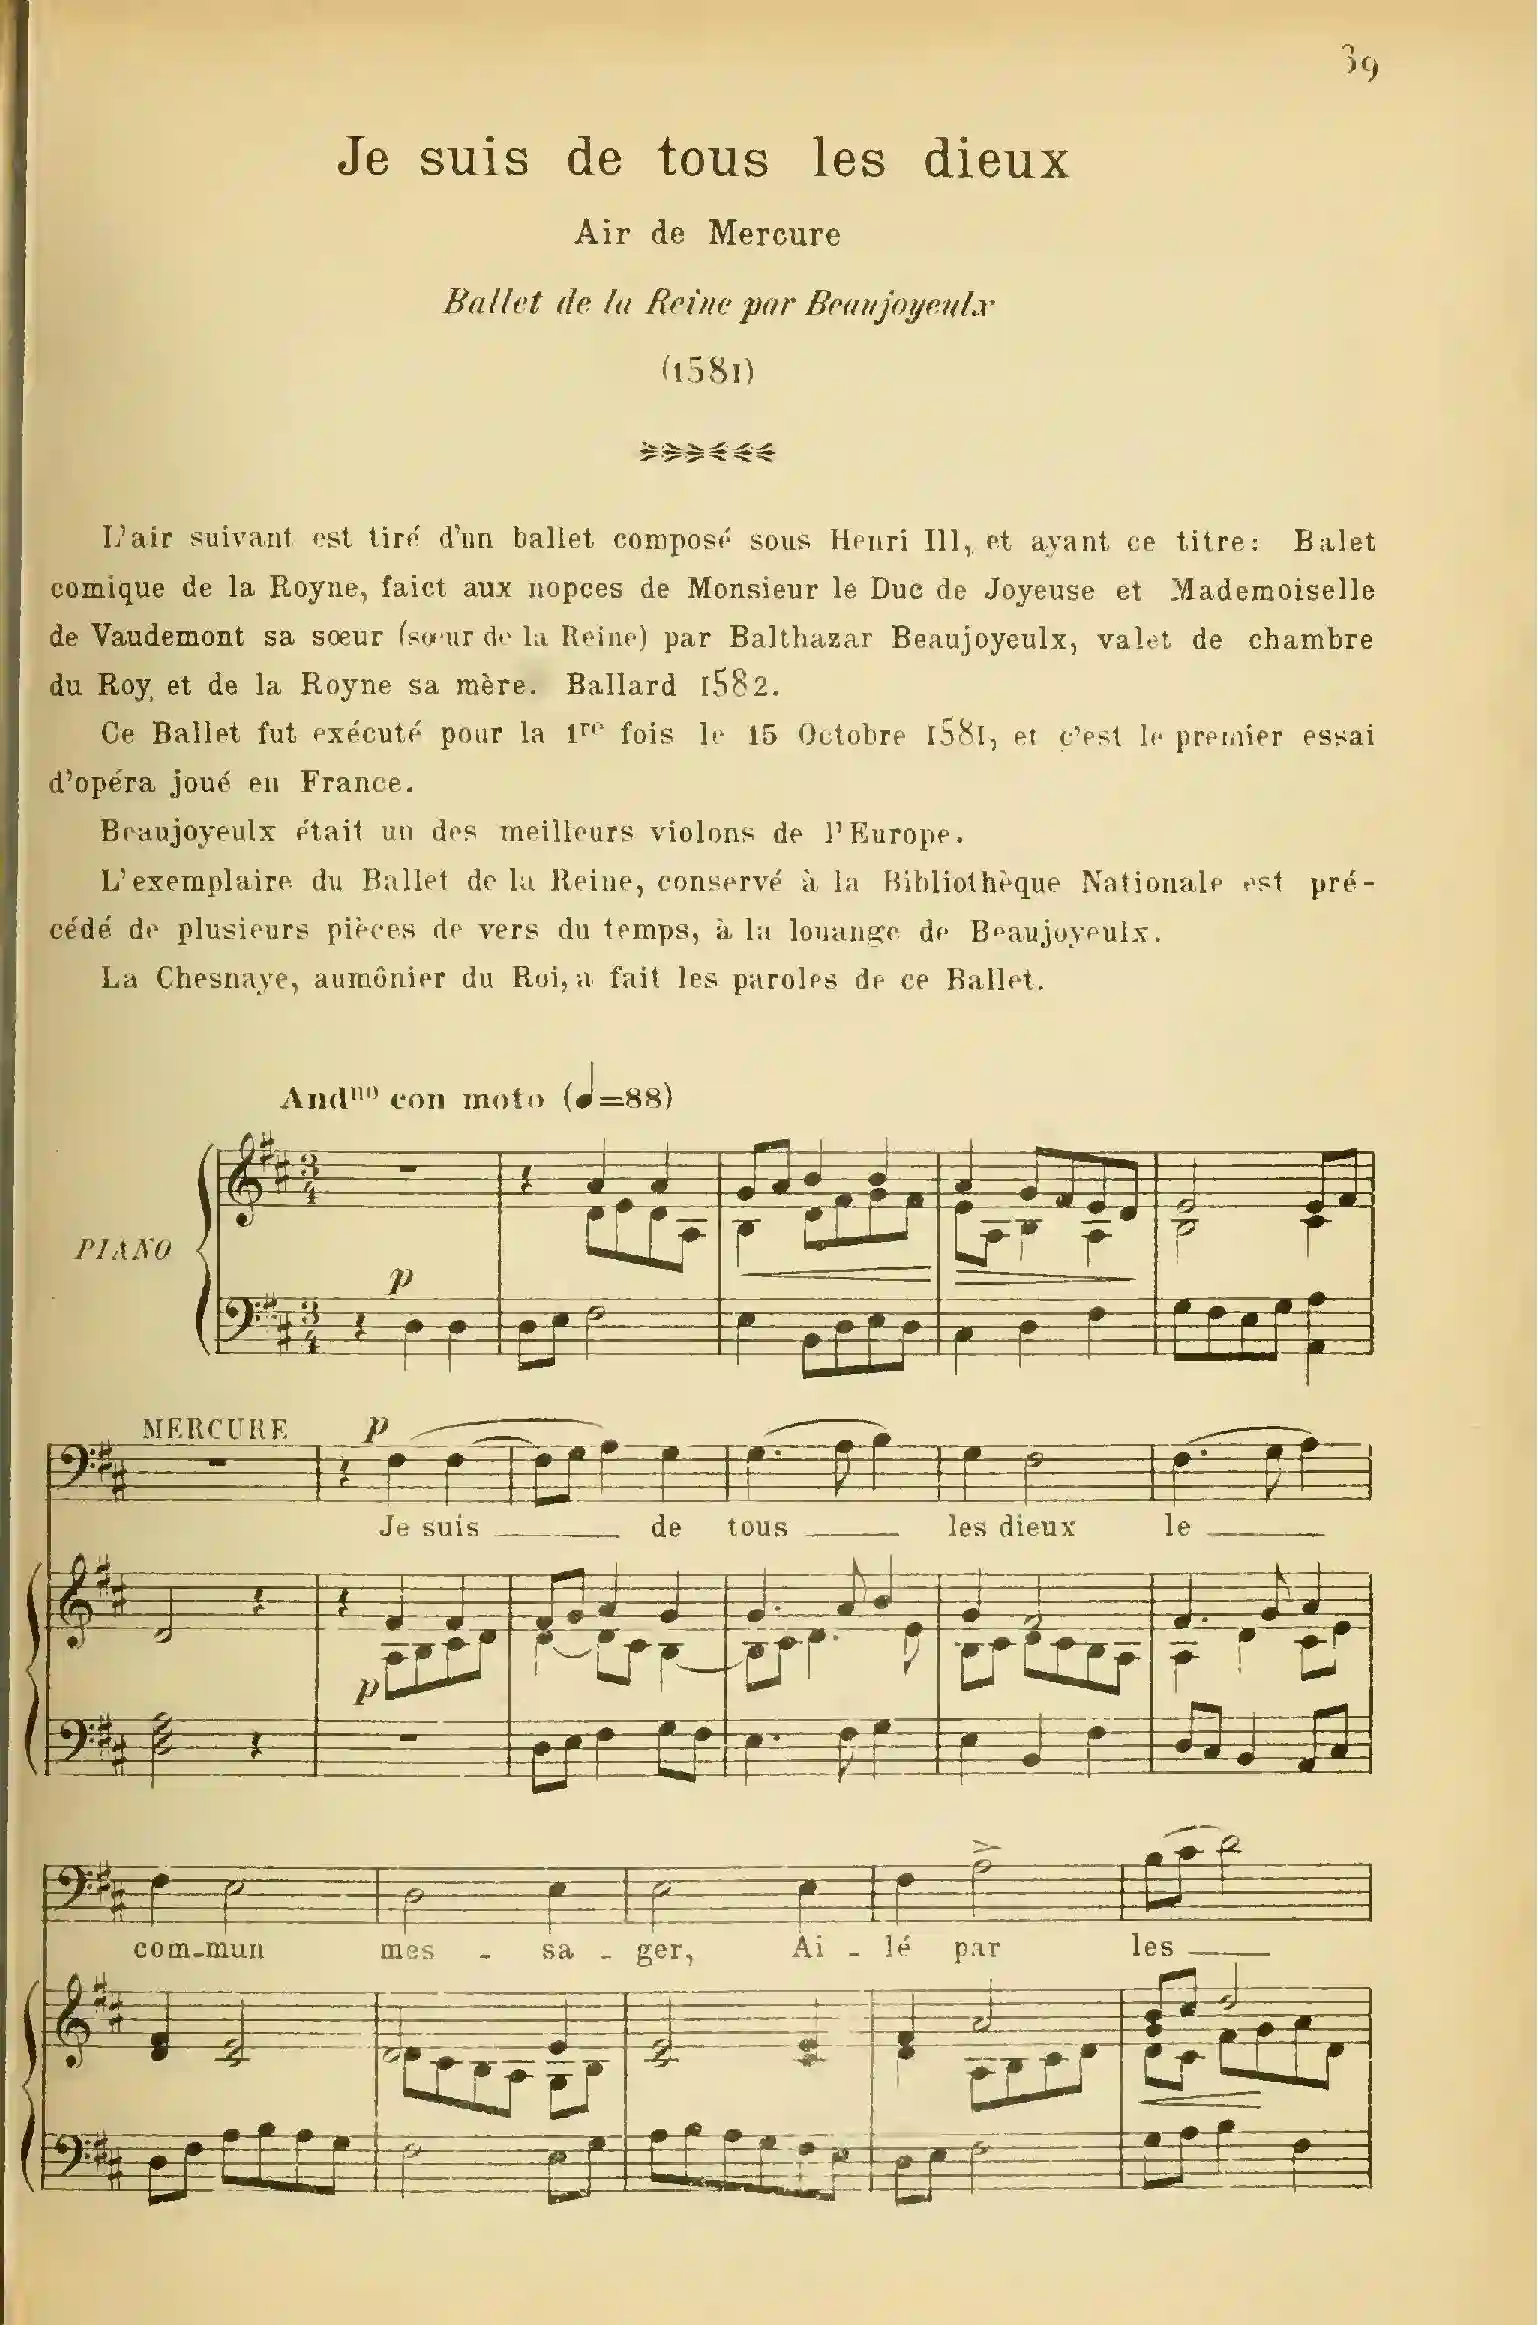 39
Je suis de tous les dieux
Air de Mercure
Ballet de la Reine par Beaujoyeulx
(1581)
L'air suivant est tiré d'un ballet composé sous Henri III, et ayant ce titre: Balet
comique de la Royne, faict aux nopces de Monsieur le Duc de Joyeuse et Mademoiselle
de Vaudemont sa sœur (sœur de la Reine) par Balthazar Beaujoyeulx, valet de chambre
du Roy, et de la Royne sa mère. Ballard 1582.
Ce Ballet fut exécuté pour la 1re fois le 15 Octobre 1581, et c'est le premier essai
d'opéra joué en France.
Beaujoyeulx était un des meilleurs violons de l'Europe.
L'exemplaire du Ballet de la Reine, conservé à la Bibliothèque Nationale est pré-
cédé de plusieurs pièces de vers du temps, à la louange de Beaujoyeulx.
La Chesnaye, aumônier du Roi, a fait les paroles de ce Ballet.
Andno con moto (♩=88)
PIANO
p
MERCURE p
Je suis de tous les dieux le
p
com-mun mes - sa - ger, Ai - lé par les